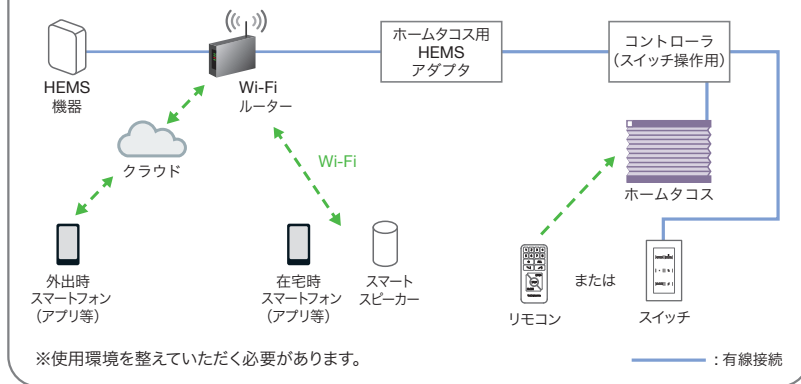 ホームタコス用
HEMS
アダプタ
コントローラ
（スイッチ操作用）
HEMS
機器
Wi-Fi
ルーター
クラウド
Wi-Fi
ホームタコス
外出時
スマートフォン
（アプリ等）
在宅時
スマートフォン
（アプリ等）
スマート
スピーカー
リモコン
または
スイッチ
※使用環境を整えていただく必要があります。
：有線接続